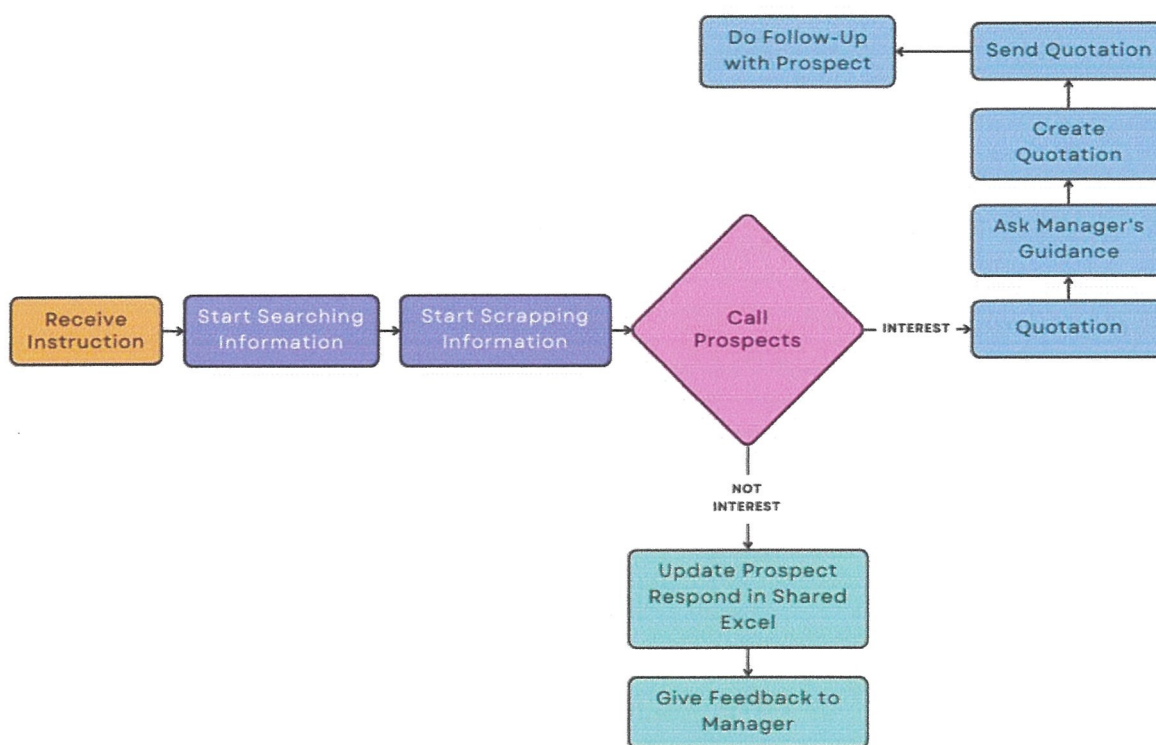 Do Follow-Up
with Prospect
Send Quotation
Create
Quotation
Ask Manager's
Guidance
Receive
Instruction
Start Searching
Information
Start Scrapping
Information
Call
Prospects
INTEREST
Quotation
NOT
INTEREST
Update Prospect
Respond in Shared
Excel
Give Feedback to
Manager